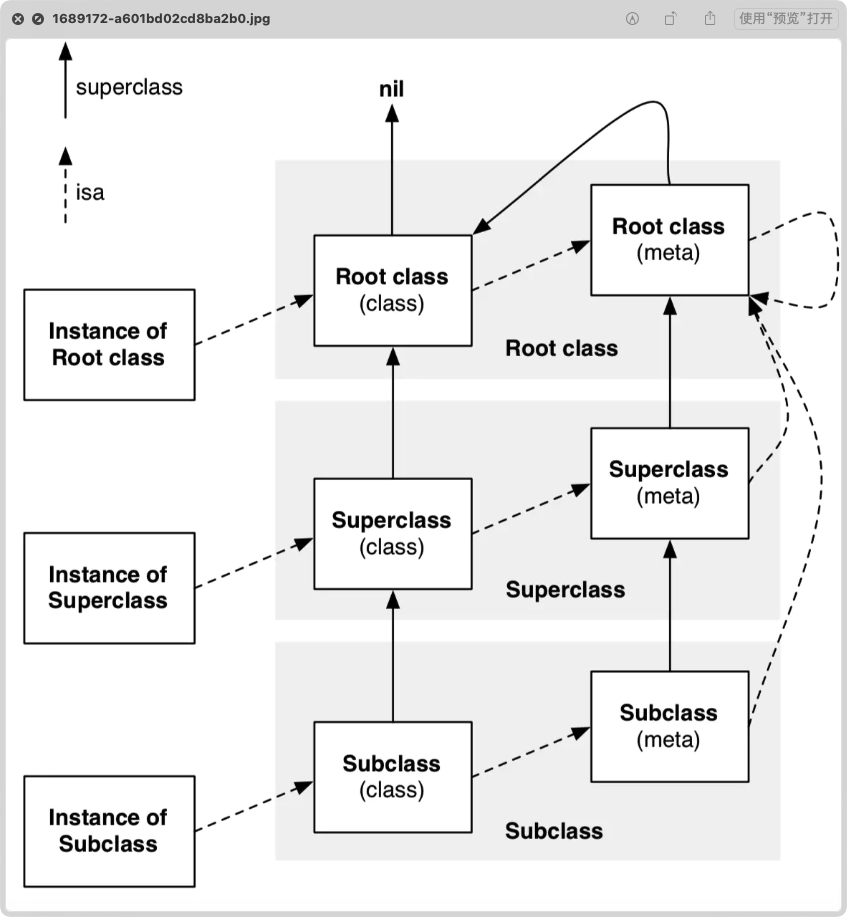 1689172-a601bd02cd8ba2b0.jpg
使用“预览”打开
superclass
nil
isa
Root class
(meta)
Root class
(class)
Instance of
Root class
Root class
Superclass
(meta)
Superclass
(class)
Instance of
Superclass
Superclass
Subclass
(meta)
Subclass
(class)
Instance of
Subclass
Subclass